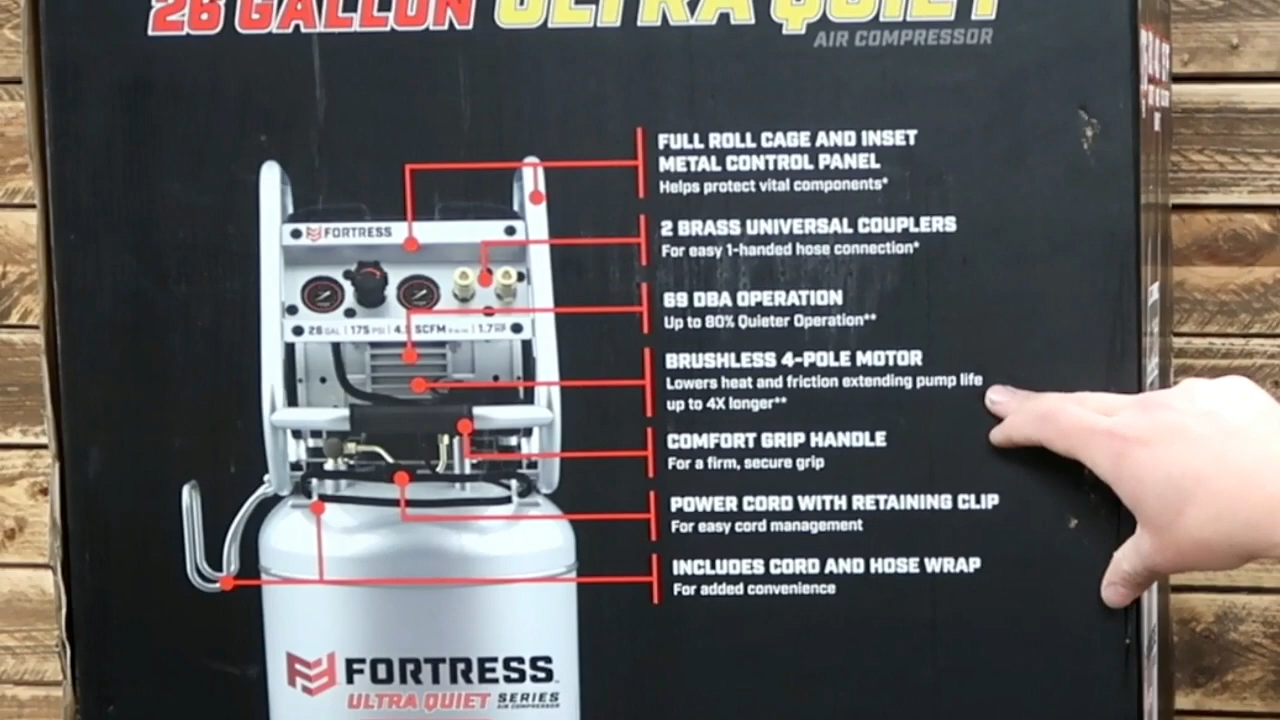 26 GALLON ULTRA QUIET
AIR COMPRESSOR
FULL ROLL CAGE AND INSET
METAL CONTROL PANEL
Helps protect vital components*
2 BRASS UNIVERSAL COUPLERS
For easy 1-handed hose connection*
FORTRESS
69 DBA OPERATION
Up to 80% Quieter Operation**
26 GAL | 175 PSI | 4. SCFM | 1.7 HP
BRUSHLESS 4-POLE MOTOR
Lowers heat and friction extending pump life
up to 4X longer**
COMFORT GRIP HANDLE
For a firm, secure grip
POWER CORD WITH RETAINING CLIP
For easy cord management
INCLUDES CORD AND HOSE WRAP
For added convenience
FORTRESS
ULTRA QUIET SERIES
AIR COMPRESSOR